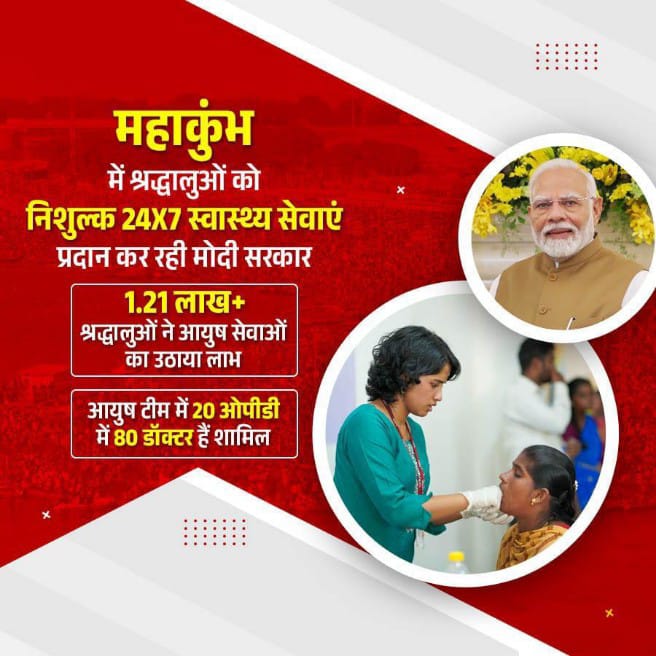 महाकुंभ
में श्रद्धालुओं को
निशुल्क 24X7 स्वास्थ्य सेवाएं
प्रदान कर रही मोदी सरकार
1.21 लाख+
श्रद्धालुओं ने आयुष सेवाओं
का उठाया लाभ
आयुष टीम में 20 ओपीडी
में 80 डॉक्टर हैं शामिल